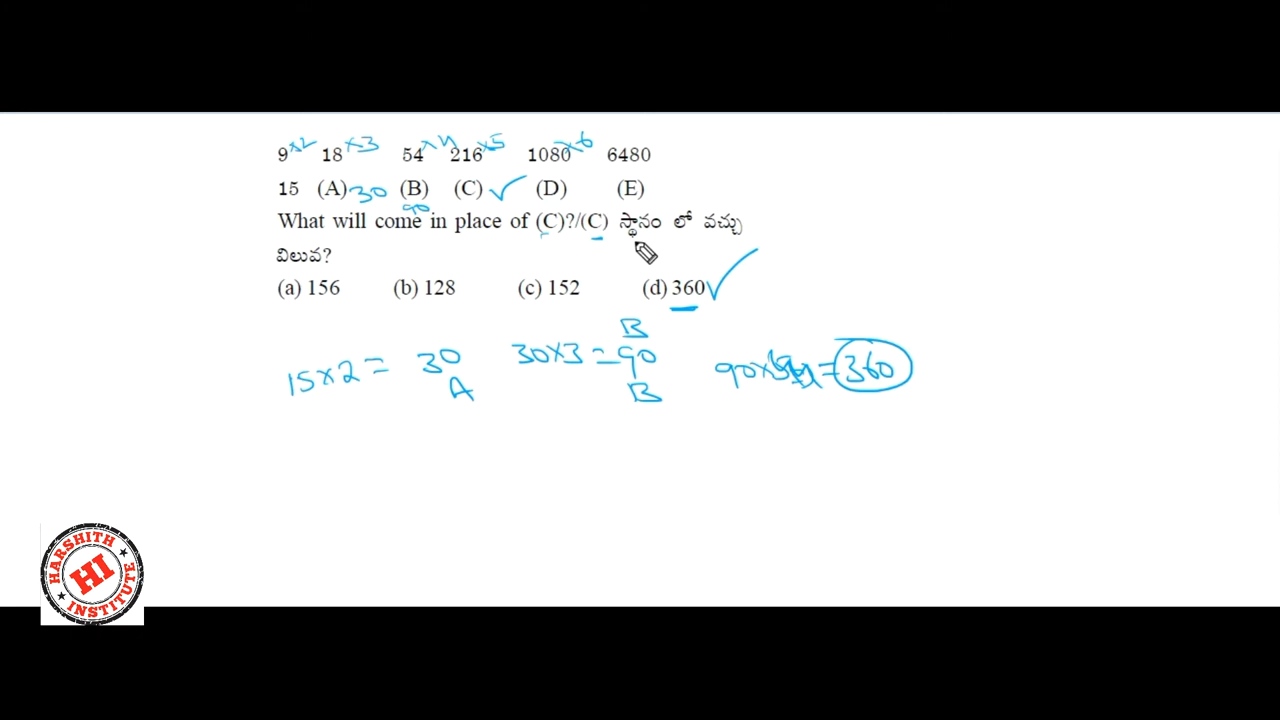 ×2 ×3 ×4 ×5 ×6
9 18 54 216 1080 6480
15 (A) 30 (B) (C) (D) (E)
90
What will come in place of (C)?/(C) స్థానం లో వచ్చు
విలువ?
(a) 156 (b) 128 (c) 152 (d) 360
B
15×2 = 30 30×3 = 90 90× = 360
A B
HARSHITH
HI
INSTITUTE